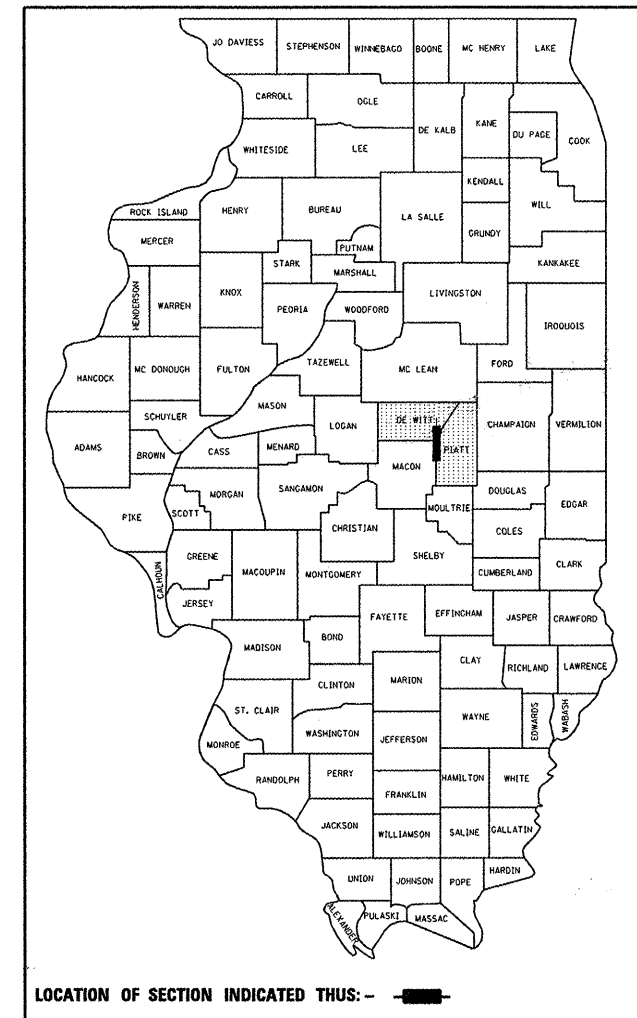 JO DAVIESS STEPHENSON WINNEBAGO BOONE MC HENRY LAKE
CARROLL OGLE DE KALB KANE DU PAGE COOK
WHITESIDE LEE KENDALL WILL
ROCK ISLAND HENRY BUREAU LA SALLE GRUNDY
MERCER PUTNAM KANKAKEE
STARK MARSHALL
HENDERSON WARREN KNOX PEORIA WOODFORD LIVINGSTON IROQUOIS
HANCOCK MC DONOUGH FULTON TAZEWELL MC LEAN FORD
SCHUYLER MASON LOGAN DE WITT CHAMPAIGN VERMILION
ADAMS BROWN CASS MENARD MACON PIATT
PIKE SCOTT MORGAN SANGAMON CHRISTIAN MOULTRIE DOUGLAS EDGAR
COLES
CALHOUN GREENE MACOUPIN MONTGOMERY SHELBY CUMBERLAND CLARK
JERSEY FAYETTE EFFINGHAM JASPER CRAWFORD
MADISON BOND
CLINTON MARION CLAY RICHLAND LAWRENCE
ST. CLAIR WASHINGTON JEFFERSON WAYNE EDWARDS WABASH
MONROE
RANDOLPH PERRY FRANKLIN HAMILTON WHITE
JACKSON WILLIAMSON SALINE GALLATIN
UNION JOHNSON POPE HARDIN
ALEXANDER PULASKI MASSAC
LOCATION OF SECTION INDICATED THUS: -